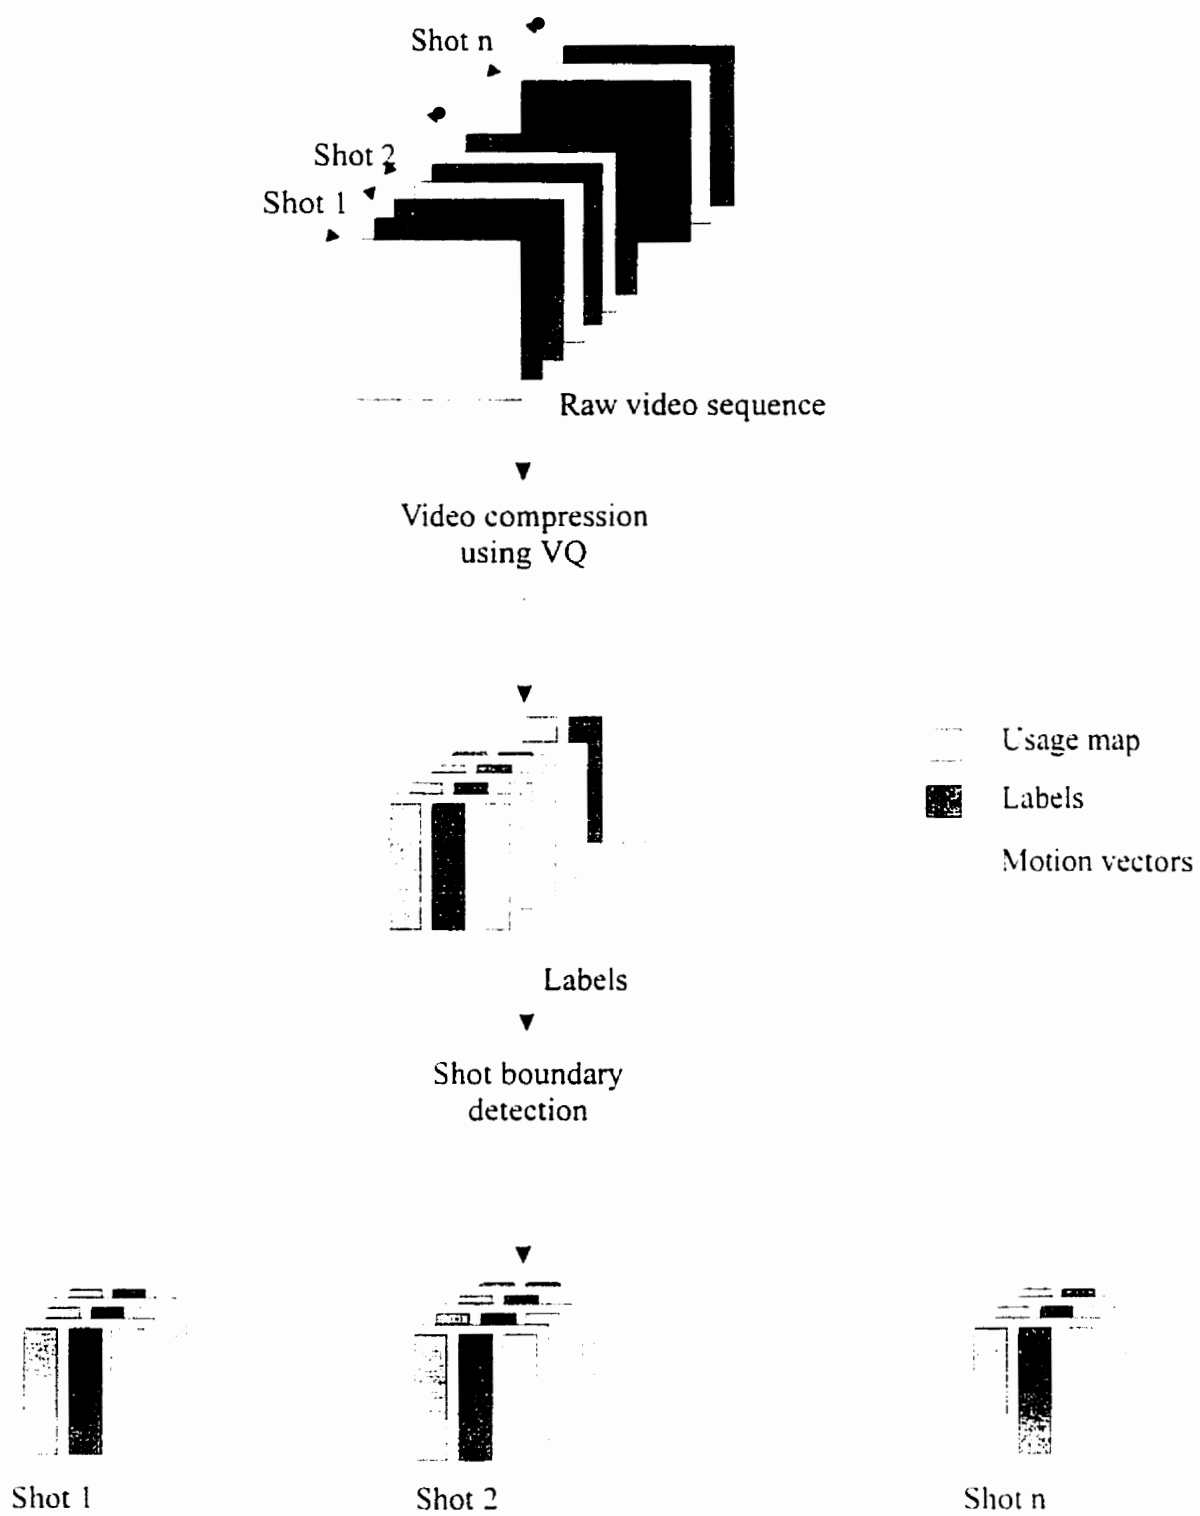 Shot n
Shot 2
Shot 1
Raw video sequence
Video compression
using VQ
Usage map
Labels
Motion vectors
Labels
Shot boundary
detection
Shot 1
Shot 2
Shot n